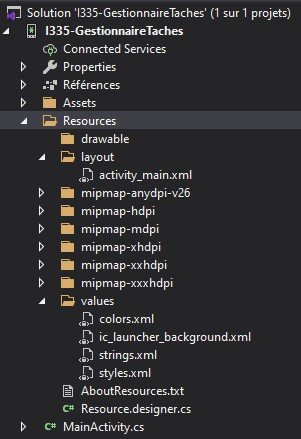 Solution 'I335-GestionnaireTaches' (1 sur 1 projets)
I335-GestionnaireTaches
Connected Services
Properties
Références
Assets
Resources
drawable
layout
activity_main.xml
mipmap-anydpi-v26
mipmap-hdpi
mipmap-mdpi
mipmap-xhdpi
mipmap-xxhdpi
mipmap-xxxhdpi
values
colors.xml
ic_launcher_background.xml
strings.xml
styles.xml
AboutResources.txt
C# Resource.designer.cs
C# MainActivity.cs